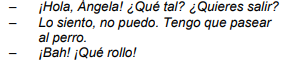 – ¡Hola, Ángela! ¿Qué tal? ¿Quieres salir?
– Lo siento, no puedo. Tengo que pasear
al perro.
– ¡Bah! ¡Qué rollo!